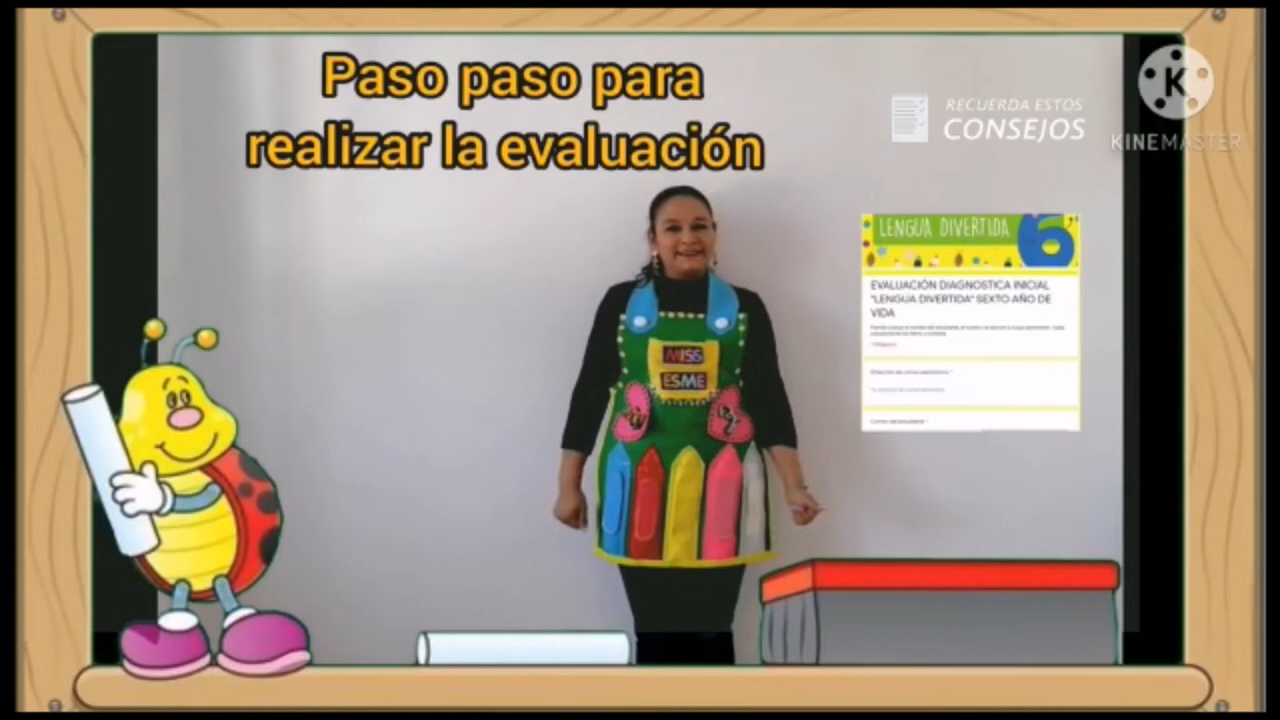 Paso paso para
realizar la evaluación
RECUERDA ESTOS
CONSEJOS
KINEMASTER
LENGUA DIVERTIDA 6
EVALUACIÓN DIAGNOSTICA INICIAL
"LENGUA DIVERTIDA" SEXTO AÑO DE
VIDA
MISS
ESME